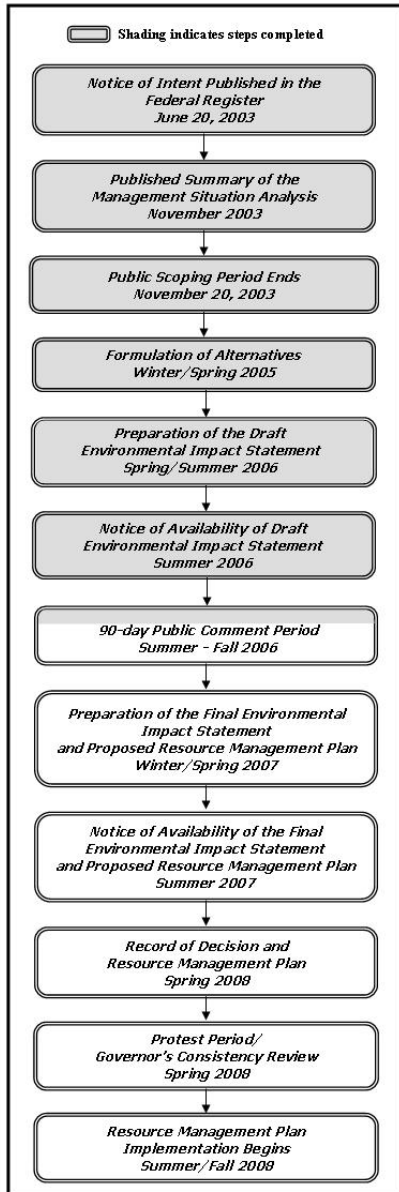 Shading indicates steps completed
Notice of Intent Published in the
Federal Register
June 20, 2003
Published Summary of the
Management Situation Analysis
November 2003
Public Scoping Period Ends
November 20, 2003
Formulation of Alternatives
Winter/Spring 2005
Preparation of the Draft
Environmental Impact Statement
Spring/Summer 2006
Notice of Availability of Draft
Environmental Impact Statement
Summer 2006
90-day Public Comment Period
Summer - Fall 2006
Preparation of the Final Environmental
Impact Statement
and Proposed Resource Management Plan
Winter/Spring 2007
Notice of Availability of the Final
Environmental Impact Statement
and Proposed Resource Management Plan
Summer 2007
Record of Decision and
Resource Management Plan
Spring 2008
Protest Period/
Governor's Consistency Review
Spring 2008
Resource Management Plan
Implementation Begins
Summer/Fall 2008